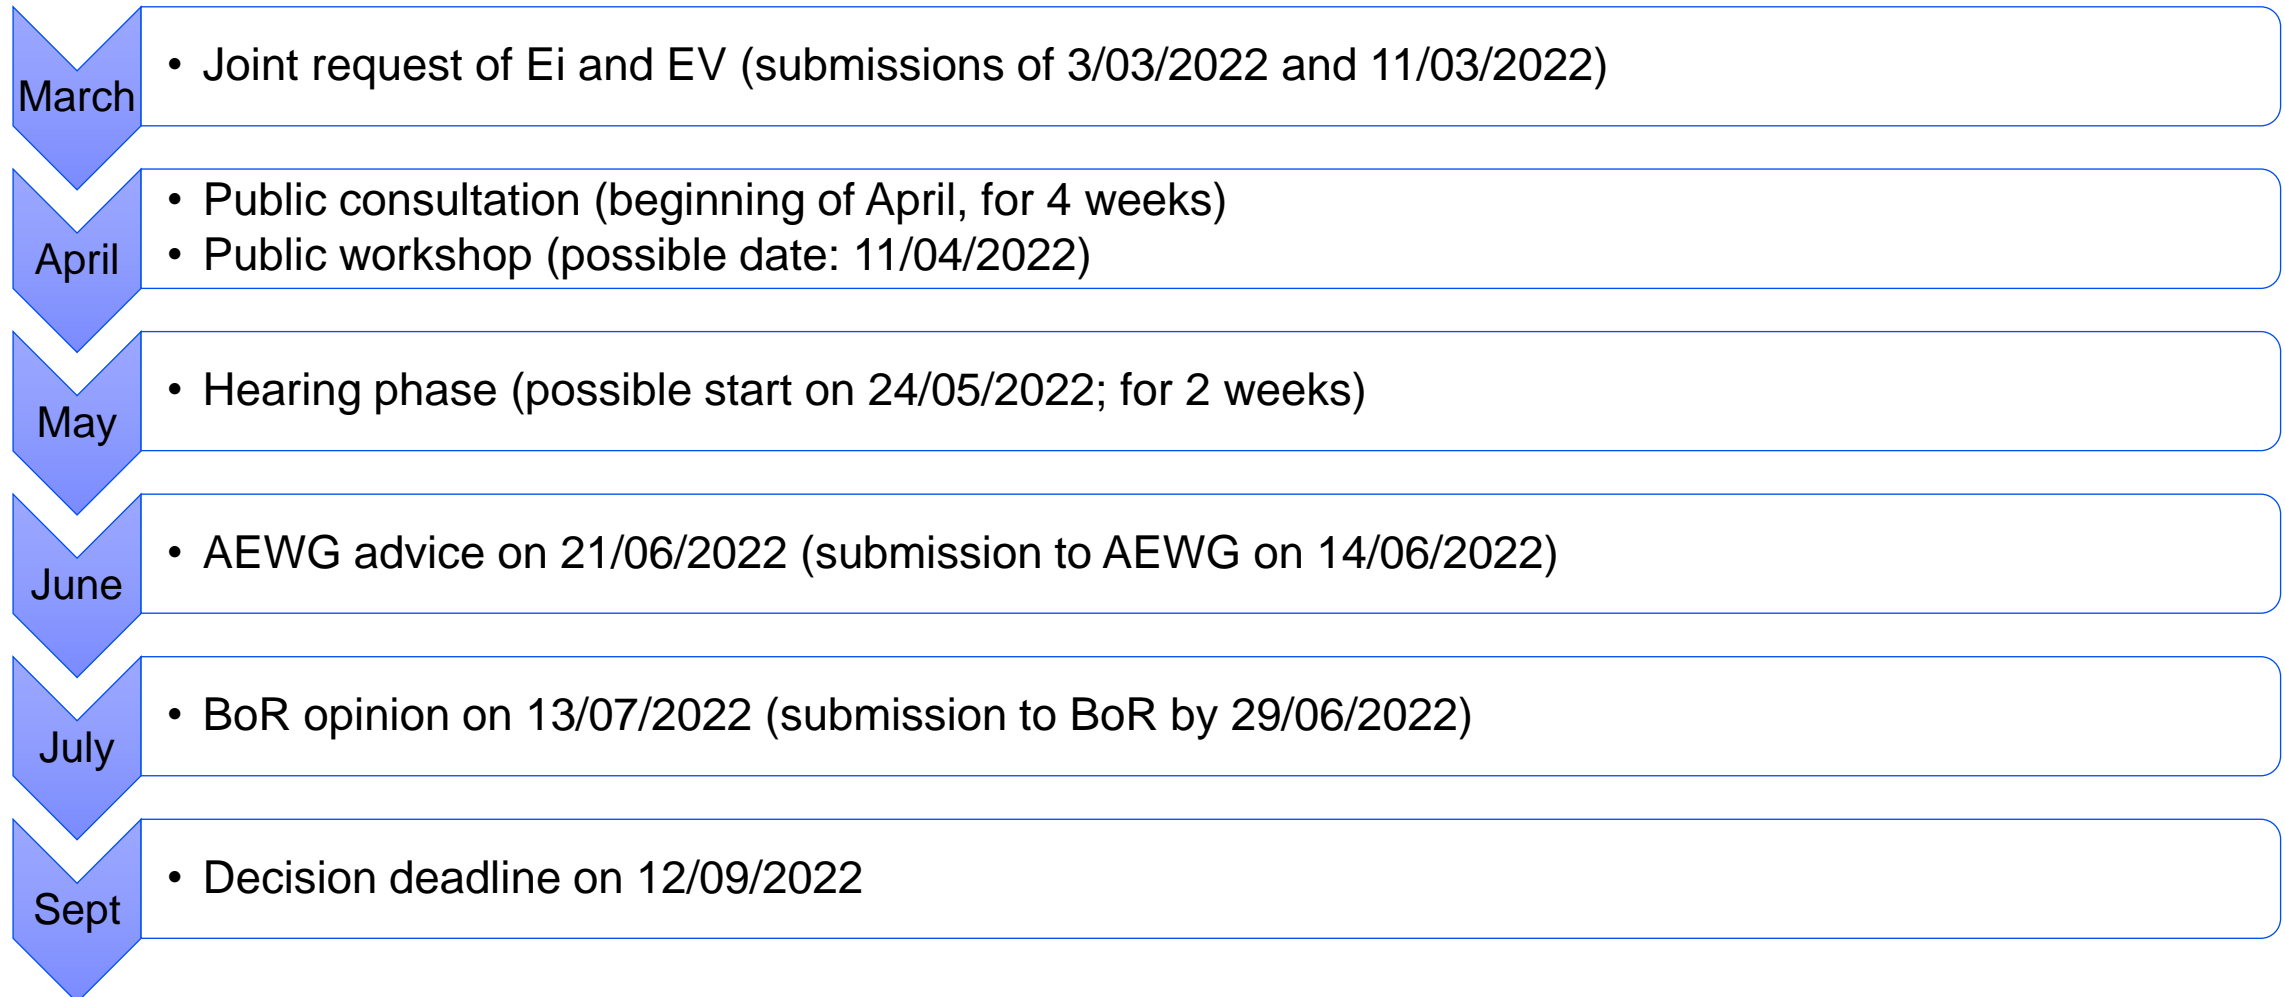 March
• Joint request of Ei and EV (submissions of 3/03/2022 and 11/03/2022)
April
• Public consultation (beginning of April, for 4 weeks)
• Public workshop (possible date: 11/04/2022)
May
• Hearing phase (possible start on 24/05/2022; for 2 weeks)
June
• AEWG advice on 21/06/2022 (submission to AEWG on 14/06/2022)
July
• BoR opinion on 13/07/2022 (submission to BoR by 29/06/2022)
Sept
• Decision deadline on 12/09/2022